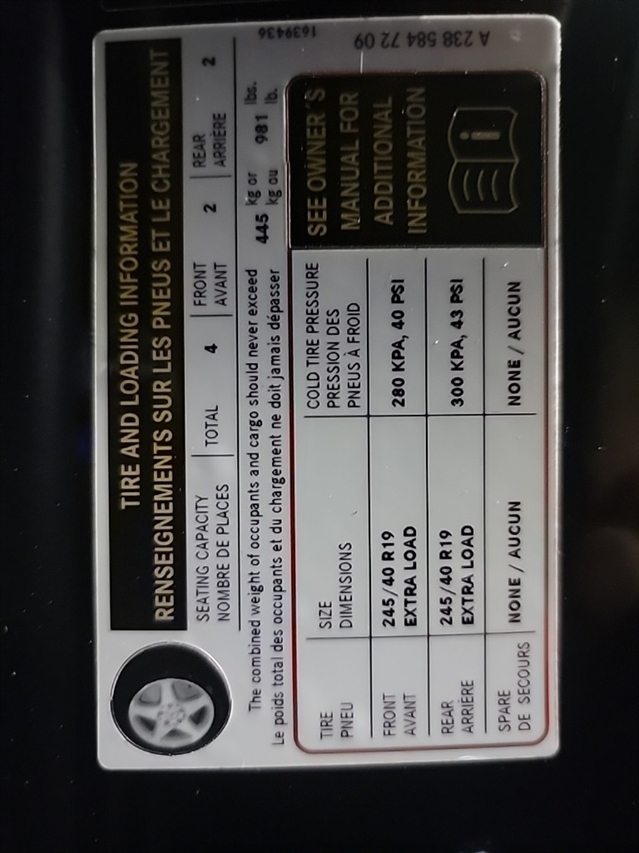 TIRE AND LOADING INFORMATION
RENSEIGNEMENTS SUR LES PNEUS ET LE CHARGEMENT
SEATING CAPACITY TOTAL 4 FRONT 2 REAR 2
NOMBRE DE PLACES AVANT ARRIÈRE
The combined weight of occupants and cargo should never exceed 445 kg or 981 lbs.
Le poids total des occupants et du chargement ne doit jamais dépasser kg ou lb.
TIRE SIZE COLD TIRE PRESSURE
PNEU DIMENSIONS PRESSION DES
PNEUS À FROID
FRONT 245/40 R19 280 KPA, 40 PSI
AVANT EXTRA LOAD
REAR 245/40 R19 300 KPA, 43 PSI
ARRIÈRE EXTRA LOAD
SPARE NONE / AUCUN NONE / AUCUN
DE SECOURS
SEE OWNER'S
MANUAL FOR
ADDITIONAL
INFORMATION
i
1639436
A 238 584 72 09